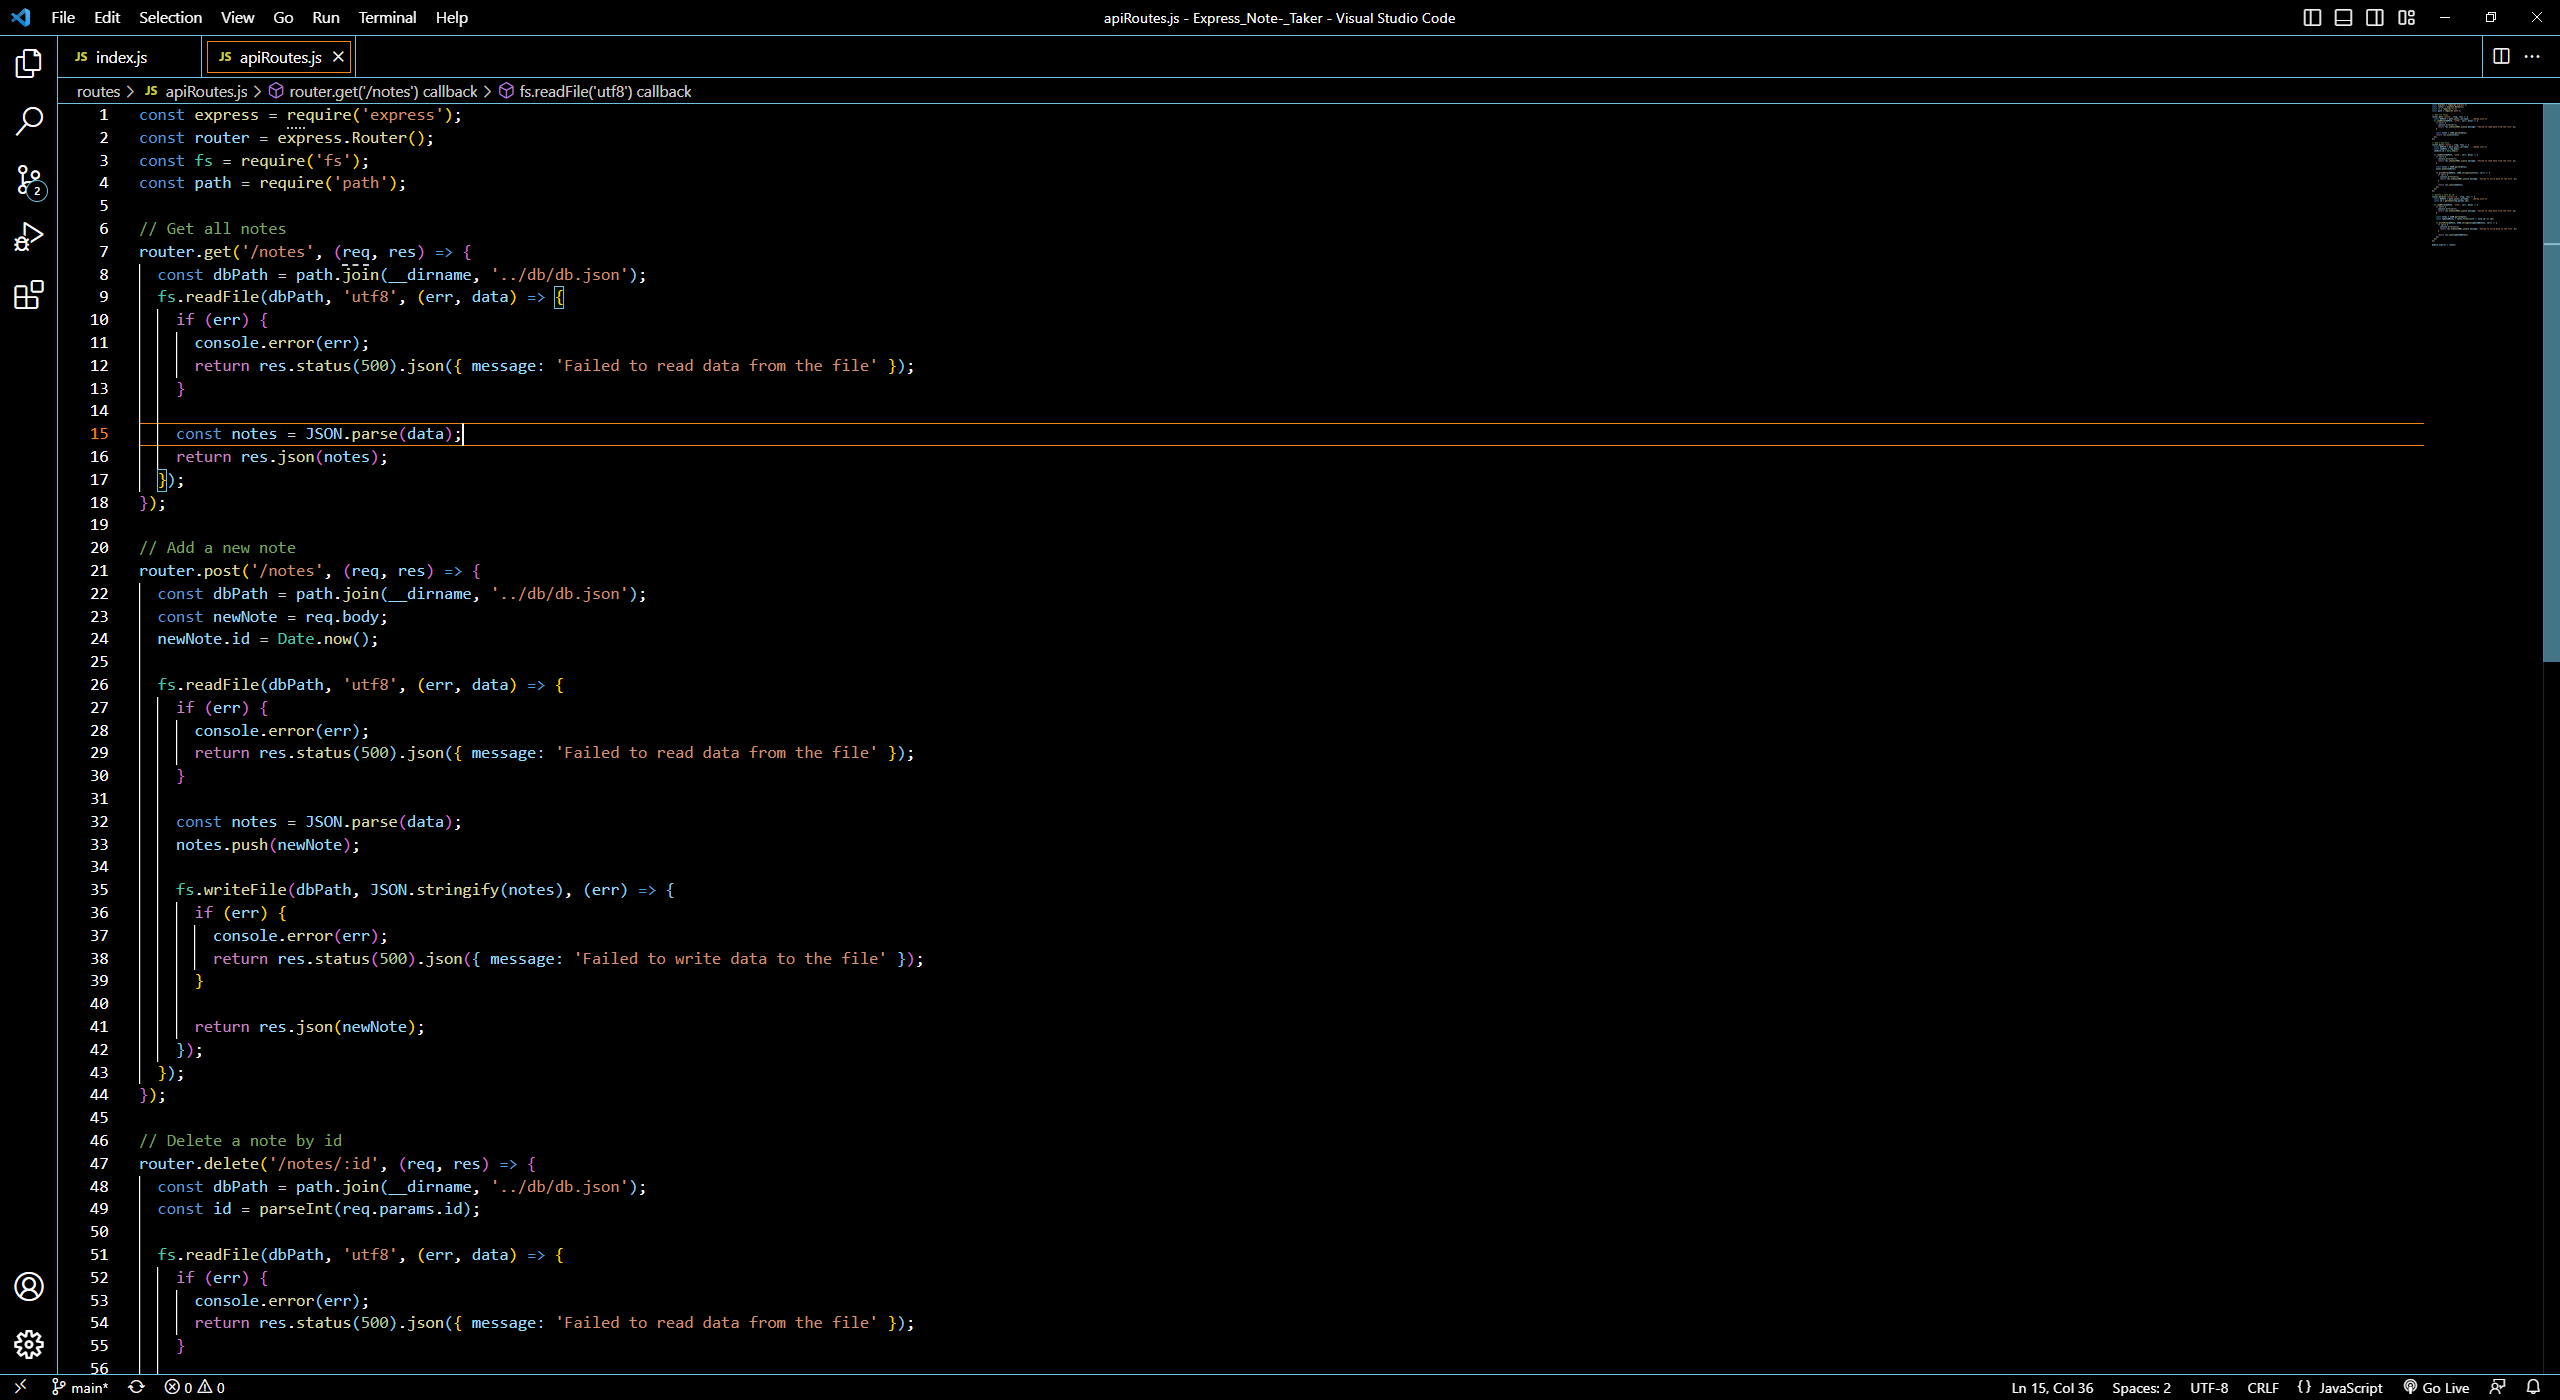 File Edit Selection View Go Run Terminal Help
apiRoutes.js - Express_Note-_Taker - Visual Studio Code
JS index.js
JS apiRoutes.js
routes > JS apiRoutes.js > router.get('/notes') callback > fs.readFile('utf8') callback
1 const express = require('express');
2 const router = express.Router();
3 const fs = require('fs');
4 const path = require('path');
5
6 // Get all notes
7 router.get('/notes', (req, res) => {
8   const dbPath = path.join(__dirname, '../db/db.json');
9   fs.readFile(dbPath, 'utf8', (err, data) => {
10     if (err) {
11       console.error(err);
12       return res.status(500).json({ message: 'Failed to read data from the file' });
13     }
14
15     const notes = JSON.parse(data);
16     return res.json(notes);
17   });
18 });
19
20 // Add a new note
21 router.post('/notes', (req, res) => {
22   const dbPath = path.join(__dirname, '../db/db.json');
23   const newNote = req.body;
24   newNote.id = Date.now();
25
26   fs.readFile(dbPath, 'utf8', (err, data) => {
27     if (err) {
28       console.error(err);
29       return res.status(500).json({ message: 'Failed to read data from the file' });
30     }
31
32     const notes = JSON.parse(data);
33     notes.push(newNote);
34
35     fs.writeFile(dbPath, JSON.stringify(notes), (err) => {
36       if (err) {
37         console.error(err);
38         return res.status(500).json({ message: 'Failed to write data to the file' });
39       }
40
41       return res.json(newNote);
42     });
43   });
44 });
45
46 // Delete a note by id
47 router.delete('/notes/:id', (req, res) => {
48   const dbPath = path.join(__dirname, '../db/db.json');
49   const id = parseInt(req.params.id);
50
51   fs.readFile(dbPath, 'utf8', (err, data) => {
52     if (err) {
53       console.error(err);
54       return res.status(500).json({ message: 'Failed to read data from the file' });
55     }
56
2
main* 0 0
Ln 15, Col 36 Spaces: 2 UTF-8 CRLF {} JavaScript Go Live